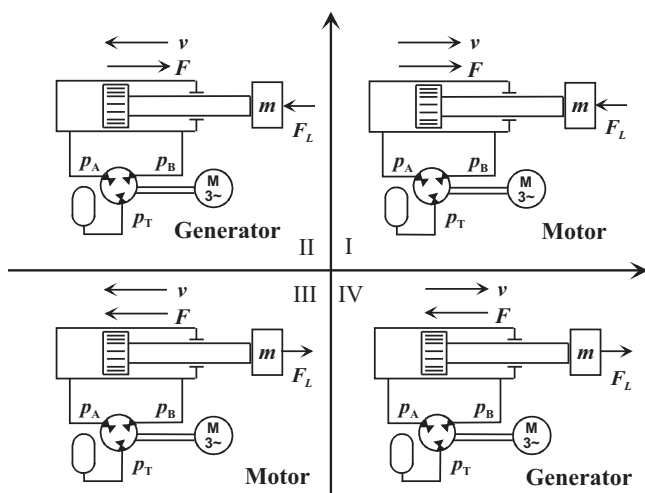 v
F
m
F_L
p_A p_B
M
3~
p_T
Generator
II
v
F
m
F_L
p_A p_B
M
3~
p_T
Motor
I
III
v
F
m
F_L
p_A p_B
M
3~
p_T
Motor
IV
v
F
m
F_L
p_A p_B
M
3~
p_T
Generator